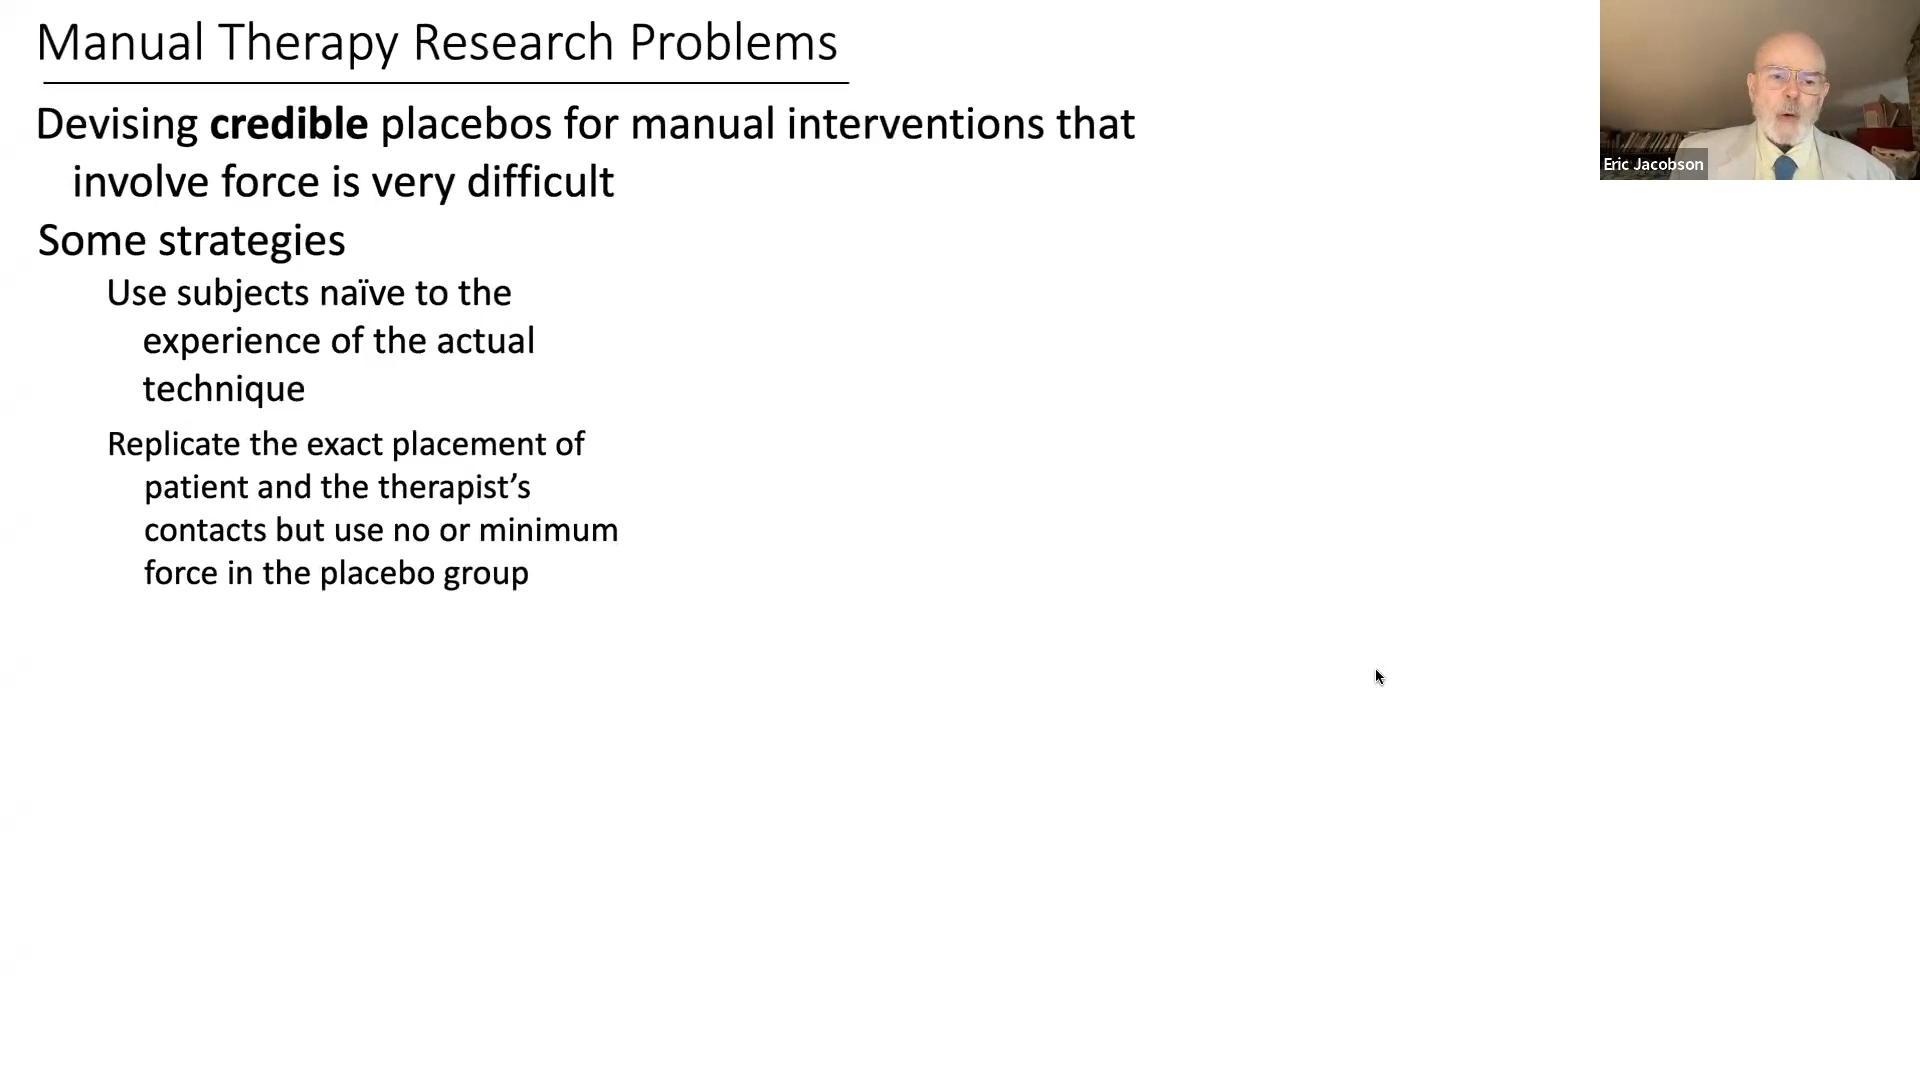 Manual Therapy Research Problems
Devising credible placebos for manual interventions that
involve force is very difficult
Some strategies
Use subjects naïve to the
experience of the actual
technique
Replicate the exact placement of
patient and the therapist’s
contacts but use no or minimum
force in the placebo group
Eric Jacobson